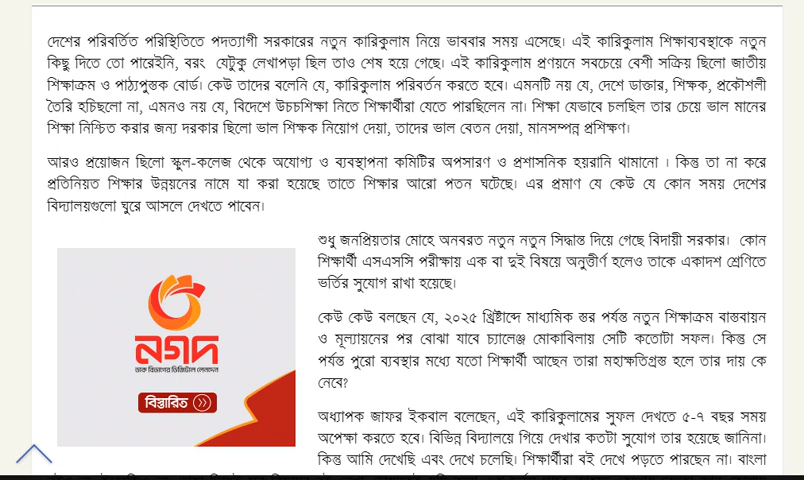 দেশের পরিবর্তিত পরিস্থিতিতে পদত্যাগী সরকারের নতুন কারিকুলাম নিয়ে ভাববার সময় এসেছে। এই কারিকুলাম শিক্ষাব্যবস্থাকে নতুন
কিছু দিতে তো পারেইনি, বরং যেটুকু লেখাপড়া ছিল তাও শেষ হয়ে গেছে। এই কারিকুলাম প্রণয়নে সবচেয়ে বেশী সক্রিয় ছিলো জাতীয়
শিক্ষাক্রম ও পাঠ্যপুস্তক বোর্ড। কেউ তাদের বলেনি যে, কারিকুলাম পরিবর্তন করতে হবে। এমনটি নয় যে, দেশে ডাক্তার, শিক্ষক, প্রকৌশলী
তৈরি হচিছলো না, এমনও নয় যে, বিদেশে উচচশিক্ষা নিতে শিক্ষার্থীরা যেতে পারছিলেন না। শিক্ষা যেভাবে চলছিল তার চেয়ে ভাল মানের
শিক্ষা নিশ্চিত করার জন্য দরকার ছিলো ভাল শিক্ষক নিয়োগ দেয়া, তাদের ভাল বেতন দেয়া, মানসম্পন্ন প্রশিক্ষণ।
আরও প্রয়োজন ছিলো স্কুল-কলেজ থেকে অযোগ্য ও ব্যবস্থাপনা কমিটির অপসারণ ও প্রশাসনিক হয়রানি থামানো । কিন্তু তা না করে
প্রতিনিয়ত শিক্ষার উন্নয়নের নামে যা করা হয়েছে তাতে শিক্ষার আরো পতন ঘটেছে। এর প্রমাণ যে কেউ যে কোন সময় দেশের
বিদ্যালয়গুলো ঘুরে আসলে দেখতে পাবেন।
শুধু জনপ্রিয়তার মোহে অনবরত নতুন নতুন সিদ্ধান্ত দিয়ে গেছে বিদায়ী সরকার। কোন
শিক্ষার্থী এসএসসি পরীক্ষায় এক বা দুই বিষয়ে অনুত্তীর্ণ হলেও তাকে একাদশ শ্রেণিতে
ভর্তির সুযোগ রাখা হয়েছে।
নগদ
ডাক বিভাগের ডিজিটাল লেনদেন
বিস্তারিত
কেউ কেউ বলছেন যে, ২০২৫ খ্রিষ্টাব্দে মাধ্যমিক স্তর পর্যন্ত নতুন শিক্ষাক্রম বাস্তবায়ন
ও মূল্যায়নের পর বোঝা যাবে চ্যালেঞ্জ মোকাবিলায় সেটি কতোটা সফল। কিন্তু সে
পর্যন্ত পুরো ব্যবস্থার মধ্যে যতো শিক্ষার্থী আছেন তারা মহাক্ষতিগ্রস্ত হলে তার দায় কে
নেবে?
অধ্যাপক জাফর ইকবাল বলেছেন, এই কারিকুলামের সুফল দেখতে ৫-৭ বছর সময়
অপেক্ষা করতে হবে। বিভিন্ন বিদ্যালয়ে গিয়ে দেখার কতটা সুযোগ তার হয়েছে জানিনা।
কিন্তু আমি দেখেছি এবং দেখে চলেছি। শিক্ষার্থীরা বই দেখে পড়তে পারছেন না। বাংলা